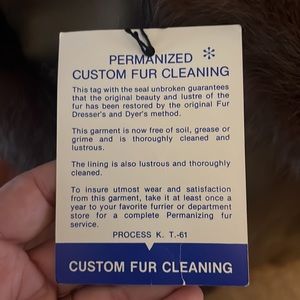 PERMANIZED *
CUSTOM FUR CLEANING
This tag with the seal unbroken guarantees
that the original beauty and lustre of the
fur has been restored by the original Fur
Dresser's and Dyer's method.
This garment is now free of soil, grease or
grime and is thoroughly cleaned and
lustrous.
The lining is also lustrous and thoroughly
cleaned.
To insure utmost wear and satisfaction
from this garment, take it at least once a
year to your favorite furrier or department
store for a complete Permanizing fur
service.
PROCESS K. T.-61
CUSTOM FUR CLEANING